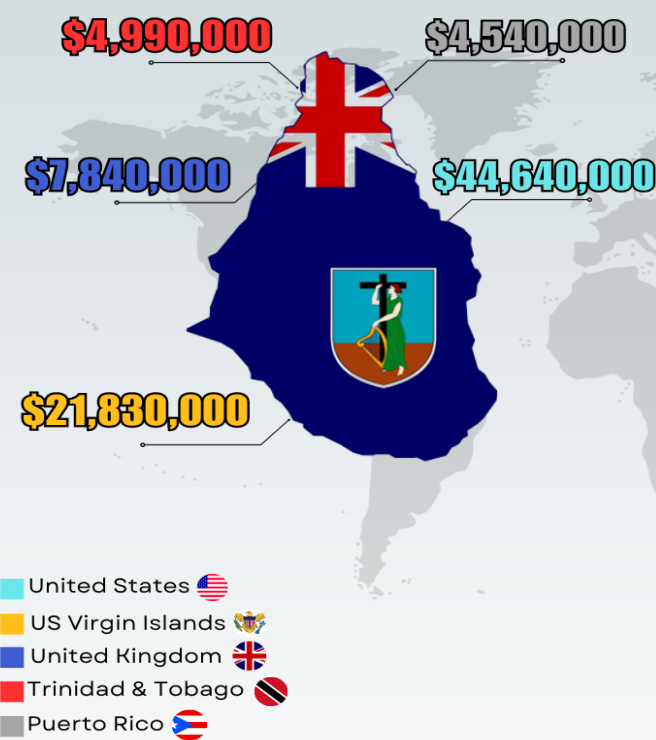 $4,990,000
$4,540,000
$7,840,000
$44,640,000
$21,830,000
United States
US Virgin Islands
United Kingdom
Trinidad & Tobago
Puerto Rico